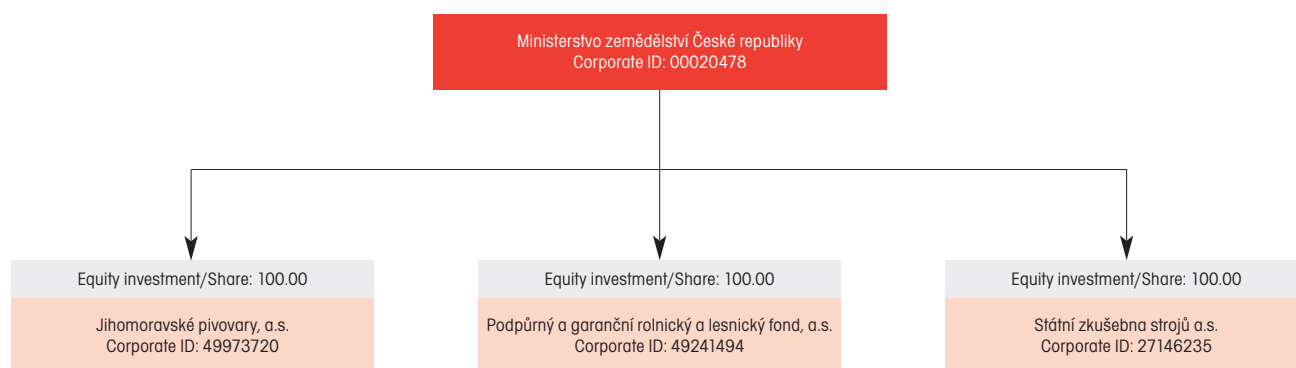 Ministerstvo zemědělství České republiky
Corporate ID: 00020478
Equity investment/Share: 100.00
Jihomoravské pivovary, a.s.
Corporate ID: 49973720
Equity investment/Share: 100.00
Podpůrný a garanční rolnický a lesnický fond, a.s.
Corporate ID: 49241494
Equity investment/Share: 100.00
Státní zkušebna strojů a.s.
Corporate ID: 27146235